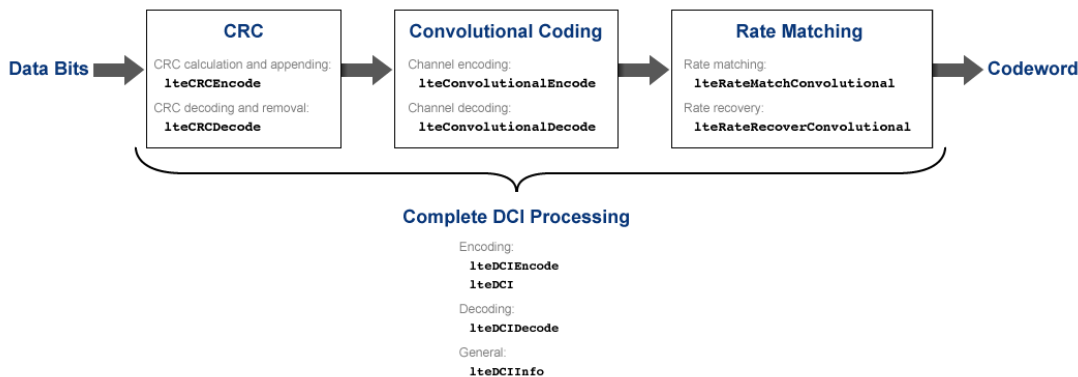 Data Bits
CRC
CRC calculation and appending:
lteCRCEncode
CRC decoding and removal:
lteCRCDecode
Convolutional Coding
Channel encoding:
lteConvolutionalEncode
Channel decoding:
lteConvolutionalDecode
Rate Matching
Rate matching:
lteRateMatchConvolutional
Rate recovery:
lteRateRecoverConvolutional
Codeword
Complete DCI Processing
Encoding:
lteDCIEncode
lteDCI
Decoding:
lteDCIDecode
General:
lteDCIInfo